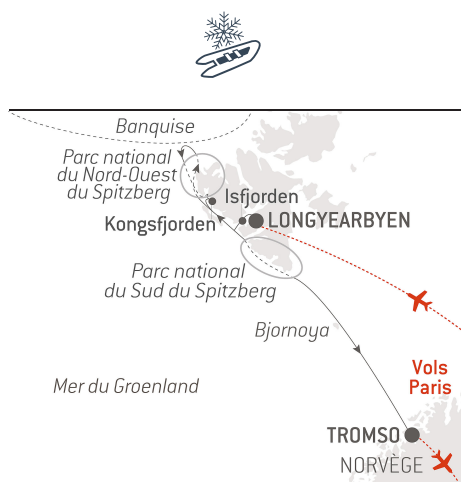 Banquise
Parc national
du Nord-Ouest
du Spitzberg
Isfjorden
Kongsfjorden
LONGYEARBYEN
Parc national
du Sud du Spitzberg
Bjornoya
Vols
Paris
Mer du Groenland
TROMSO
NORVÈGE